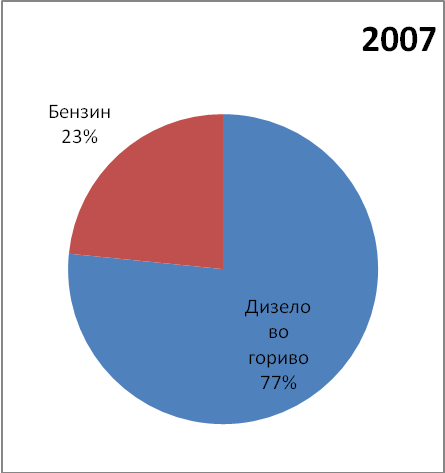 2007
Бензин
23%
Дизело
во
гориво
77%